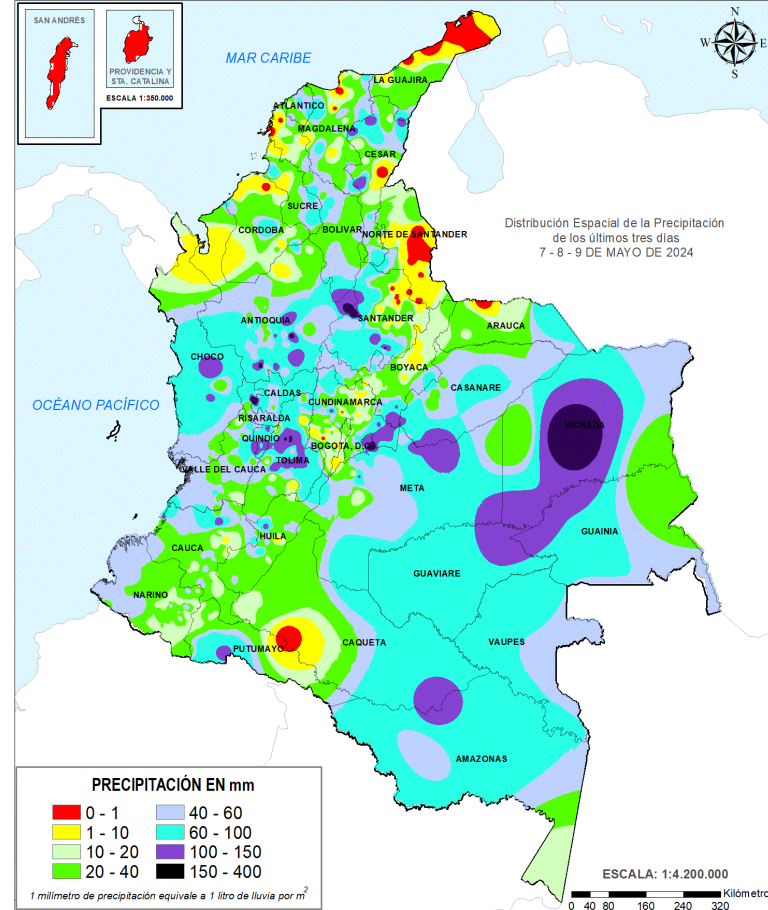 SAN ANDRÉS
PROVIDENCIA Y
STA. CATALINA
ESCALA 1:350.000
MAR CARIBE
N
W
E
S
LA GUAJIRA
ATLANTICO
MAGDALENA
CESAR
SUCRE
CORDOBA
BOLIVAR
NORTE DE SANTANDER
Distribución Espacial de la Precipitación
de los últimos tres días
7 - 8 - 9 DE MAYO DE 2024
ANTIOQUIA
SANTANDER
ARAUCA
CHOCO
BOYACA
CASANARE
OCÉANO PACÍFICO
CALDAS
CUNDINAMARCA
RISARALDA
VICHADA
QUINDIO
BOGOTA, D.C.
TOLIMA
VALLE DEL CAUCA
META
GUAINIA
HUILA
CAUCA
GUAVIARE
NARINO
PUTUMAYO
CAQUETA
VAUPES
AMAZONAS
PRECIPITACIÓN EN mm
0 - 1
40 - 60
1 - 10
60 - 100
10 - 20
100 - 150
20 - 40
150 - 400
1 milímetro de precipitación equivale a 1 litro de lluvia por m2
ESCALA: 1:4.200.000
Kilómetro
0 40 80 160 240 320